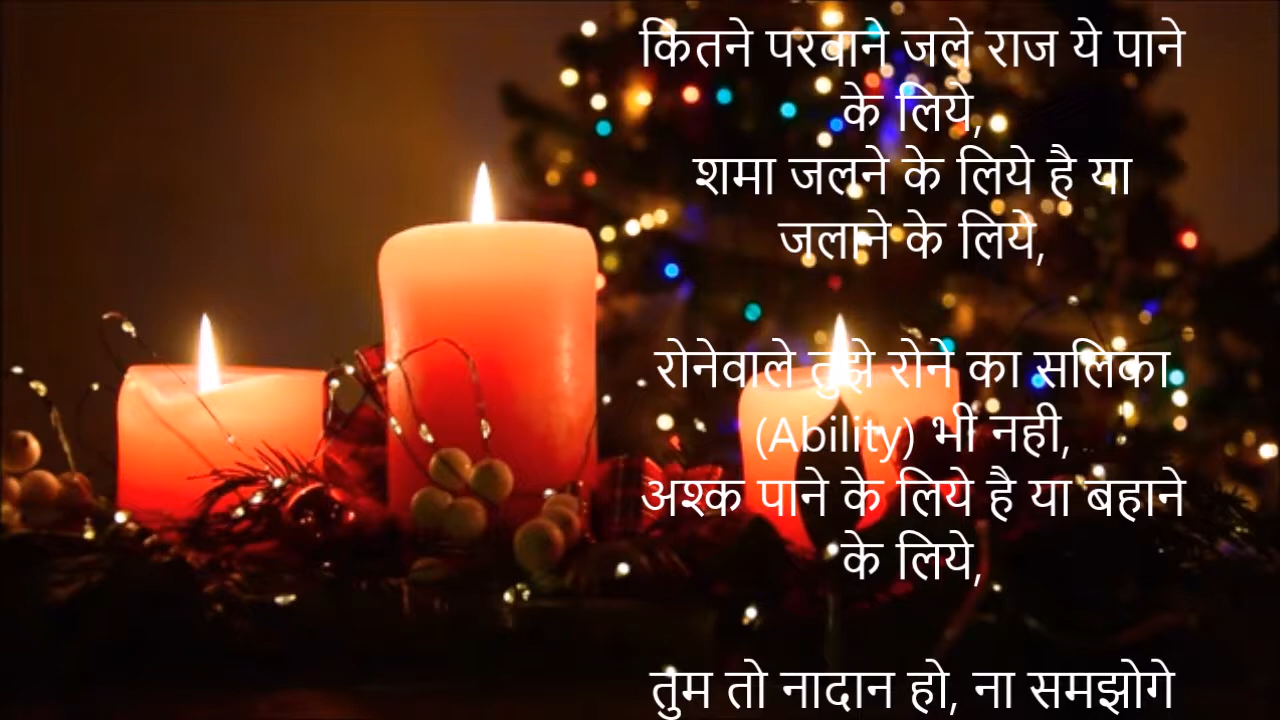 कितने परवाने जले राज ये पाने
के लिये,
शमा जलने के लिये है या
जलाने के लिये,
रोनेवाले तुझे रोने का सलिका
(Ability) भी नही,
अश्क पाने के लिये है या बहाने
के लिये,
तुम तो नादान हो, ना समझोगे